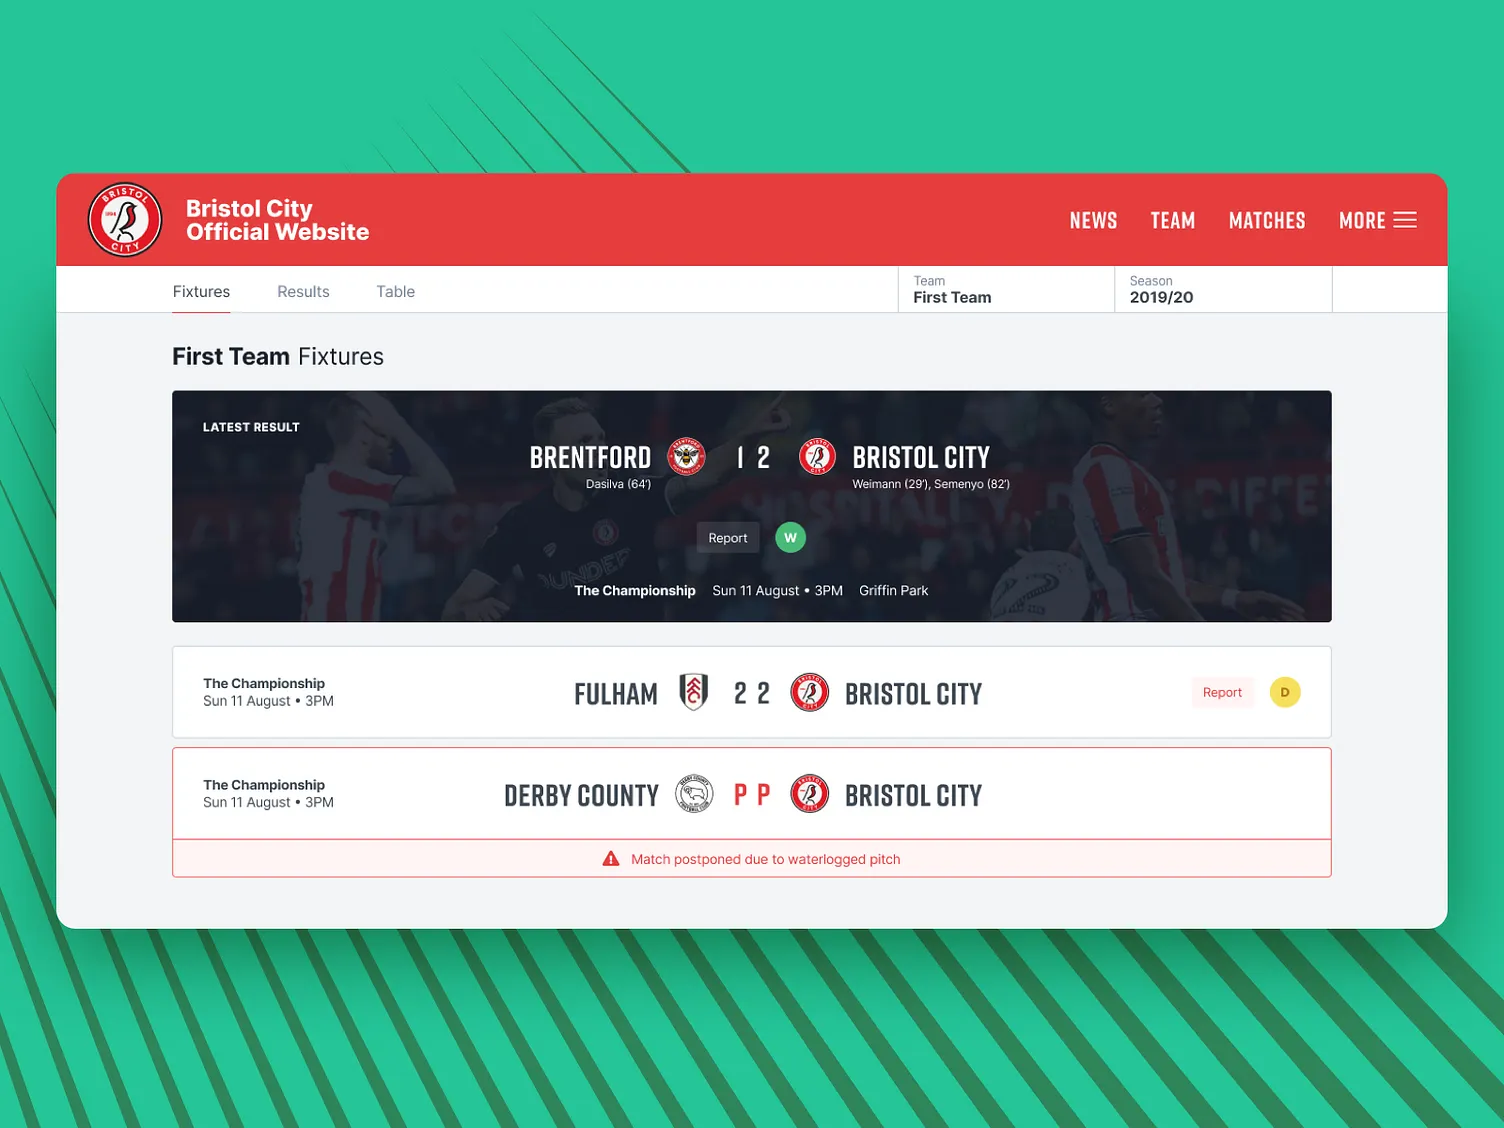 BRISTOL
CITY
Bristol City
Official Website
NEWS
TEAM
MATCHES
MORE
Fixtures
Results
Table
Team
First Team
Season
2019/20
First Team Fixtures
LATEST RESULT
BRENTFORD
1 2
BRISTOL CITY
Dasilva (64')
Weimann (29'), Semenyo (82')
Report
W
The Championship Sun 11 August • 3PM Griffin Park
The Championship
Sun 11 August • 3PM
FULHAM
2 2
BRISTOL CITY
Report
D
The Championship
Sun 11 August • 3PM
DERBY COUNTY
P P
BRISTOL CITY
Match postponed due to waterlogged pitch